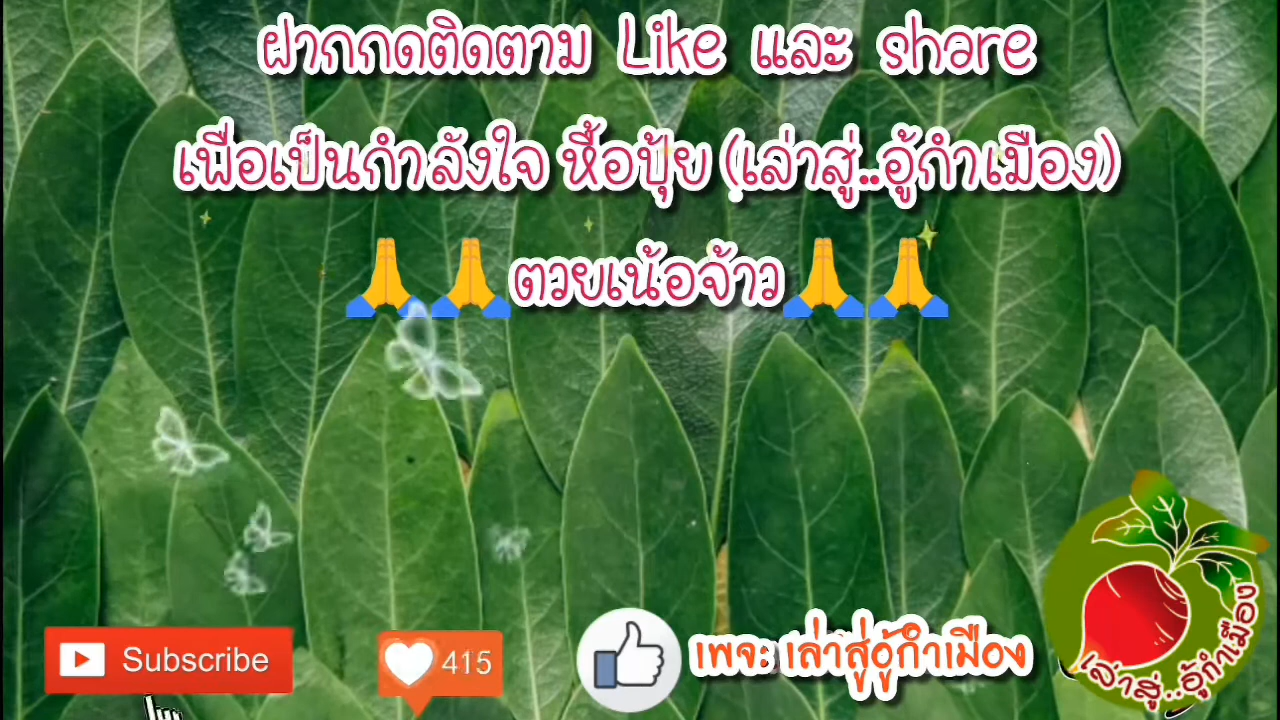 ฝากกดติดตาม Like และ share
เพื่อเป็นกำลังใจ หื้อปุ้ย (เล่าสู่..อู้กำเมือง)
🙏🙏ตวยเน้อจ้าว🙏🙏
Subscribe
415
เพจ: เล่าสู่อู้กำเมือง
เล่าสู่..อู้กำเมือง